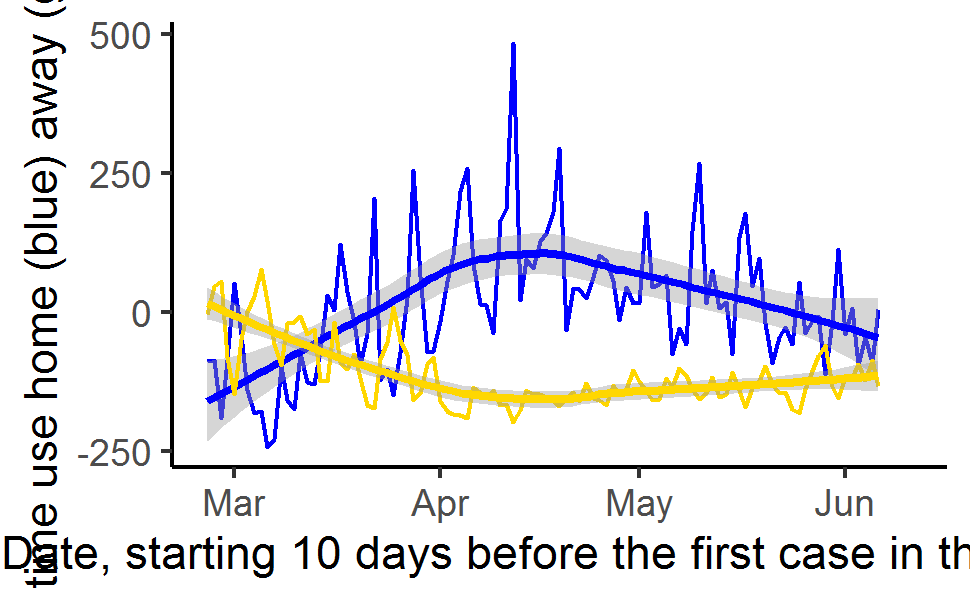 time use home (blue) away (
500
250
0
-250
Mar Apr May Jun
Date, starting 10 days before the first case in th